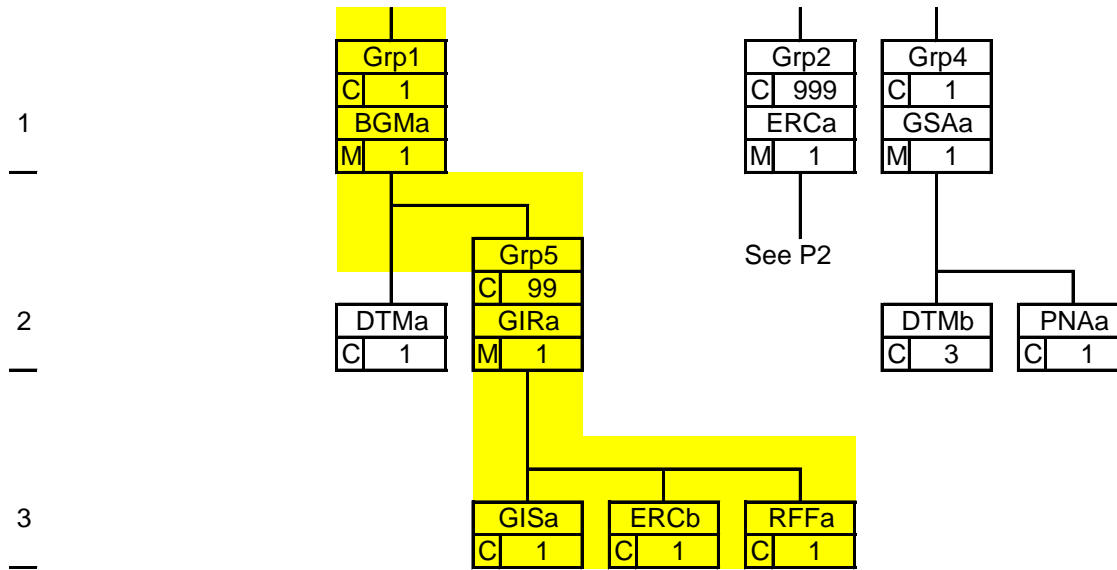 Grp1 Grp2 Grp4
C 1 C 999 C 1
1 BGMa ERCa GSAa
M 1 M 1 M 1
Grp5 See P2
C 99
2 DTMa GIRa DTMb PNAa
C 1 M 1 C 3 C 1
3 GISa ERCb RFFa
C 1 C 1 C 1